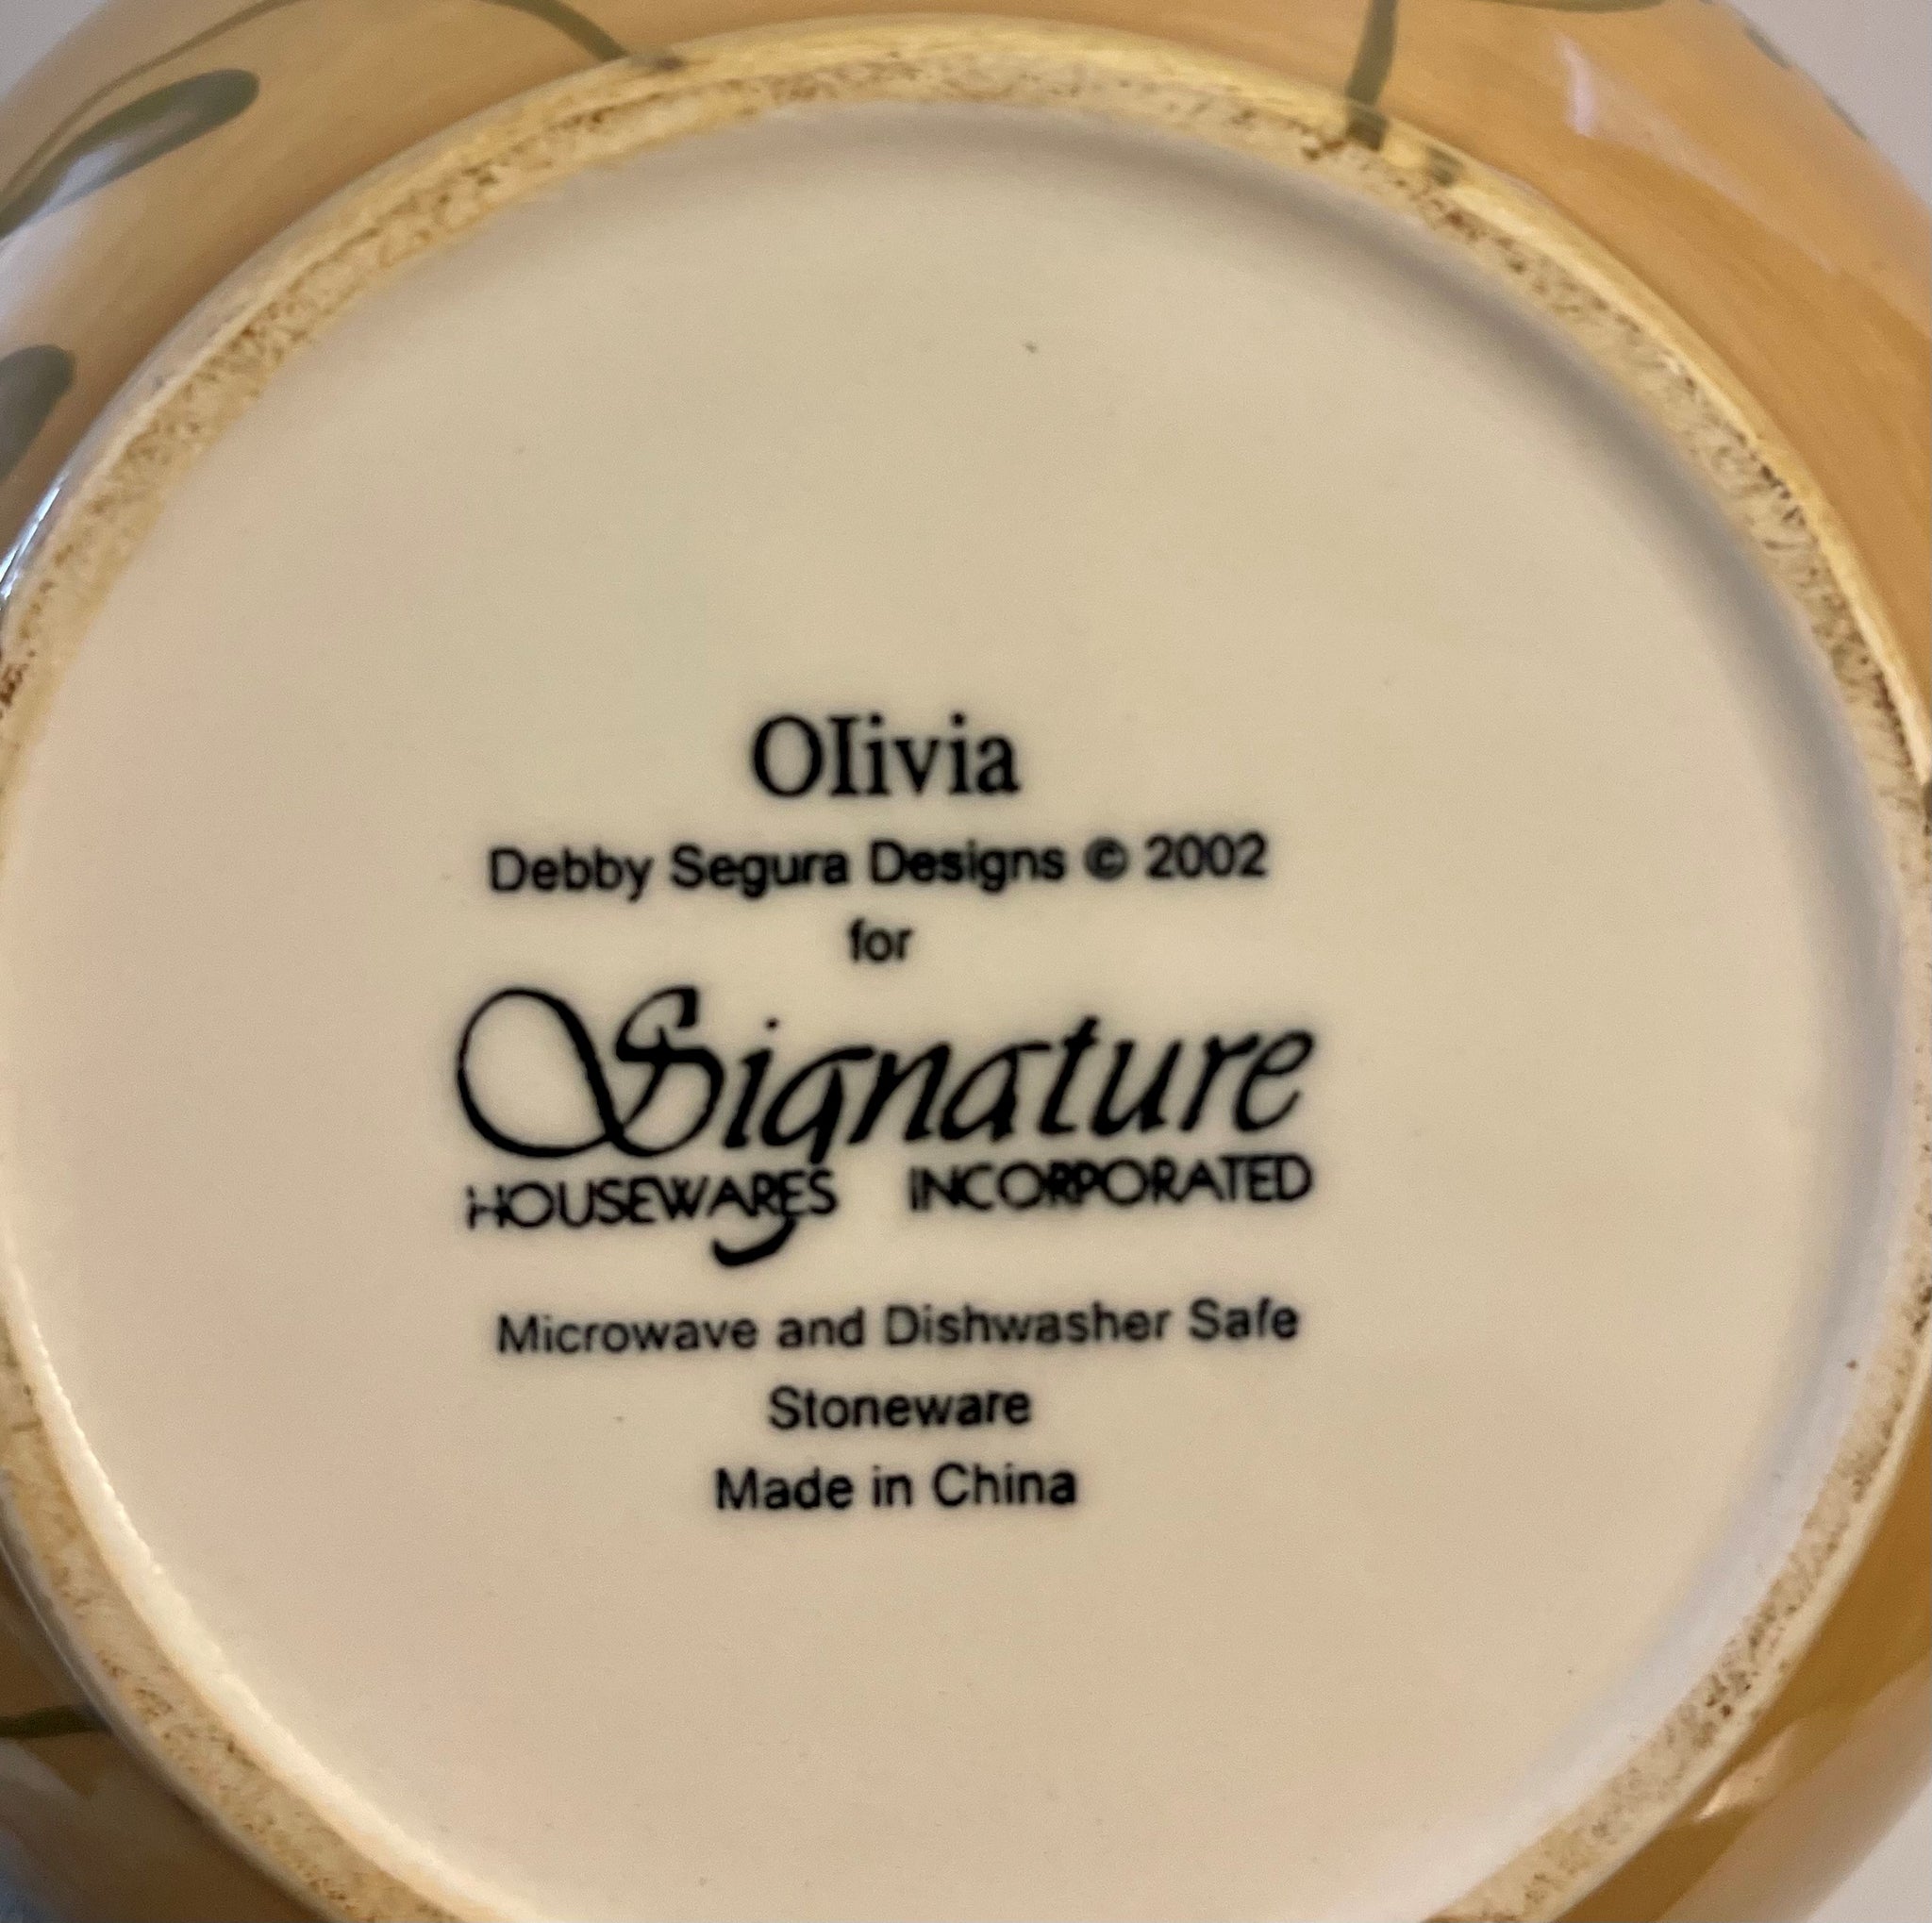 Olivia
Debby Segura Designs © 2002
for
Signature
HOUSEWARES INCORPORATED
Microwave and Dishwasher Safe
Stoneware
Made in China